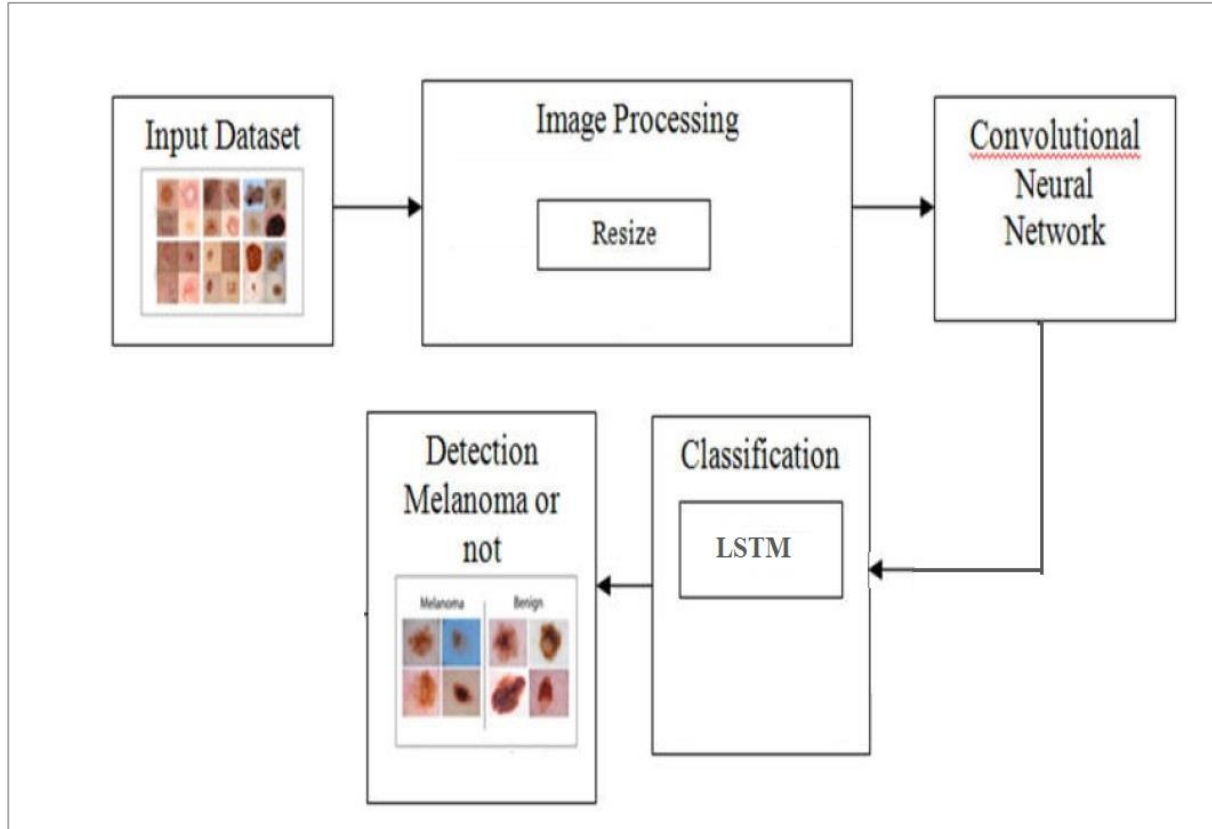 Input Dataset
Image Processing
Resize
Convolutional
Neural
Network
Classification
LSTM
Detection
Melanoma or
not
Melanoma
Benign